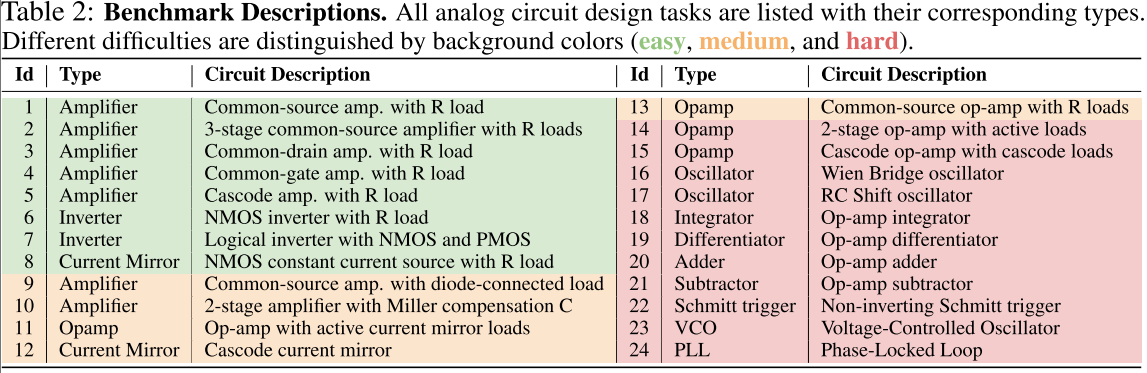 Table 2: Benchmark Descriptions. All analog circuit design tasks are listed with their corresponding types.
Different difficulties are distinguished by background colors (easy, medium, and hard).
Id Type Circuit Description Id Type Circuit Description
1 Amplifier Common-source amp. with R load 13 Opamp Common-source op-amp with R loads
2 Amplifier 3-stage common-source amplifier with R loads 14 Opamp 2-stage op-amp with active loads
3 Amplifier Common-drain amp. with R load 15 Opamp Cascode op-amp with cascode loads
4 Amplifier Common-gate amp. with R load 16 Oscillator Wien Bridge oscillator
5 Amplifier Cascode amp. with R load 17 Oscillator RC Shift oscillator
6 Inverter NMOS inverter with R load 18 Integrator Op-amp integrator
7 Inverter Logical inverter with NMOS and PMOS 19 Differentiator Op-amp differentiator
8 Current Mirror NMOS constant current source with R load 20 Adder Op-amp adder
9 Amplifier Common-source amp. with diode-connected load 21 Subtractor Op-amp subtractor
10 Amplifier 2-stage amplifier with Miller compensation C 22 Schmitt trigger Non-inverting Schmitt trigger
11 Opamp Op-amp with active current mirror loads 23 VCO Voltage-Controlled Oscillator
12 Current Mirror Cascode current mirror 24 PLL Phase-Locked Loop